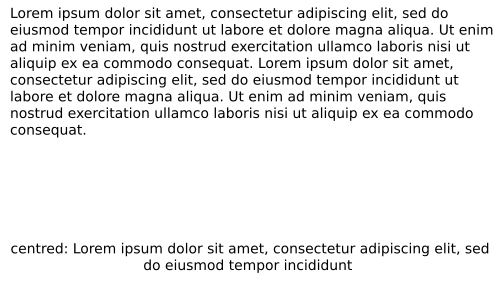 Lorem ipsum dolor sit amet, consectetur adipiscing elit, sed do
eiusmod tempor incididunt ut labore et dolore magna aliqua. Ut enim
ad minim veniam, quis nostrud exercitation ullamco laboris nisi ut
aliquip ex ea commodo consequat. Lorem ipsum dolor sit amet,
consectetur adipiscing elit, sed do eiusmod tempor incididunt ut
labore et dolore magna aliqua. Ut enim ad minim veniam, quis
nostrud exercitation ullamco laboris nisi ut aliquip ex ea commodo
consequat.
centred: Lorem ipsum dolor sit amet, consectetur adipiscing elit, sed
do eiusmod tempor incididunt